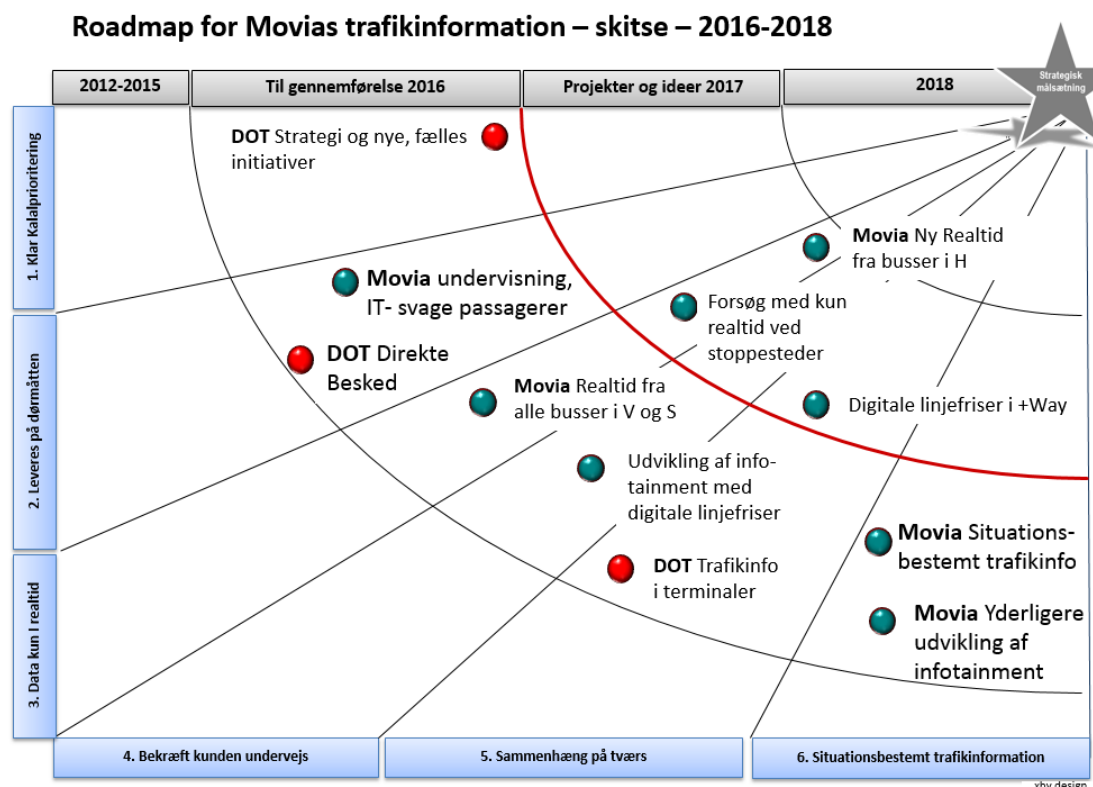 Roadmap for Movias trafikinformation – skitse – 2016-2018
Strategisk
målsætning
2012-2015
Til gennemførelse 2016
Projekter og ideer 2017
2018
1. Klar Kalalprioritering
2. Leveres på dørmåtten
3. Data kun I realtid
DOT Strategi og nye, fælles
initiativer
Movia undervisning,
IT- svage passagerer
DOT Direkte
Besked
Movia Realtid fra
alle busser i V og S
Udvikling af info-
tainment med
digitale linjefriser
DOT Trafikinfo
i terminaler
Movia Ny Realtid
fra busser i H
Forsøg med kun
realtid ved
stoppesteder
Digitale linjefriser i +Way
Movia Situations-
bestemt trafikinfo
Movia Yderligere
udvikling af
infotainment
4. Bekræft kunden undervejs
5. Sammenhæng på tværs
6. Situationsbestemt trafikinformation
xby design